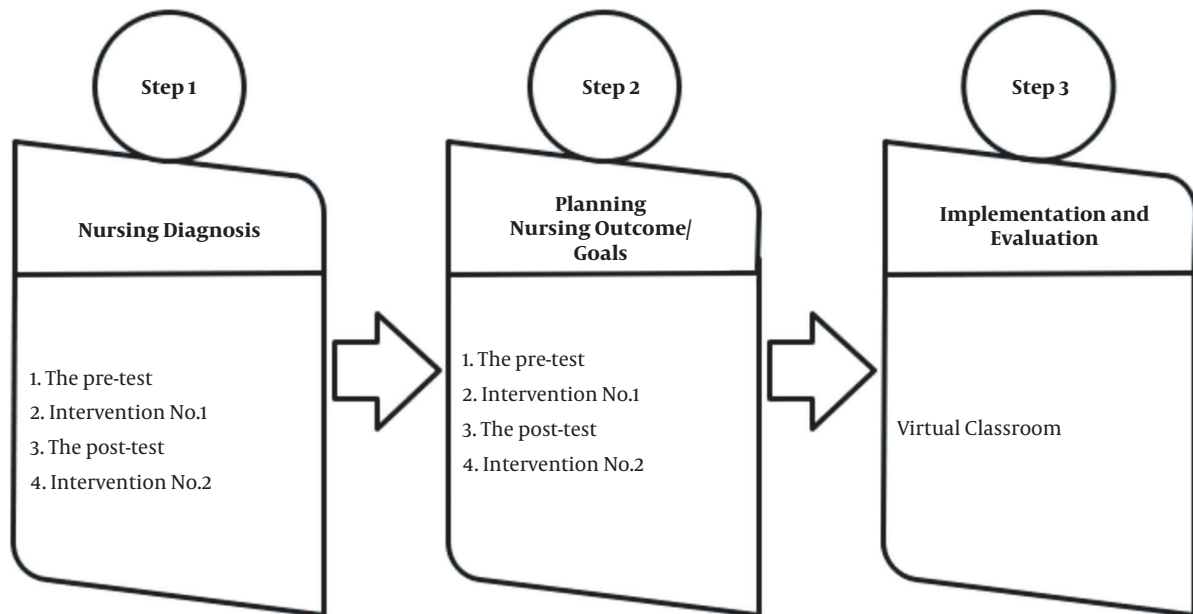 Step 1
Nursing Diagnosis
1. The pre-test
2. Intervention No.1
3. The post-test
4. Intervention No.2
Step 2
Planning
Nursing Outcome/
Goals
1. The pre-test
2. Intervention No.1
3. The post-test
4. Intervention No.2
Step 3
Implementation and
Evaluation
Virtual Classroom